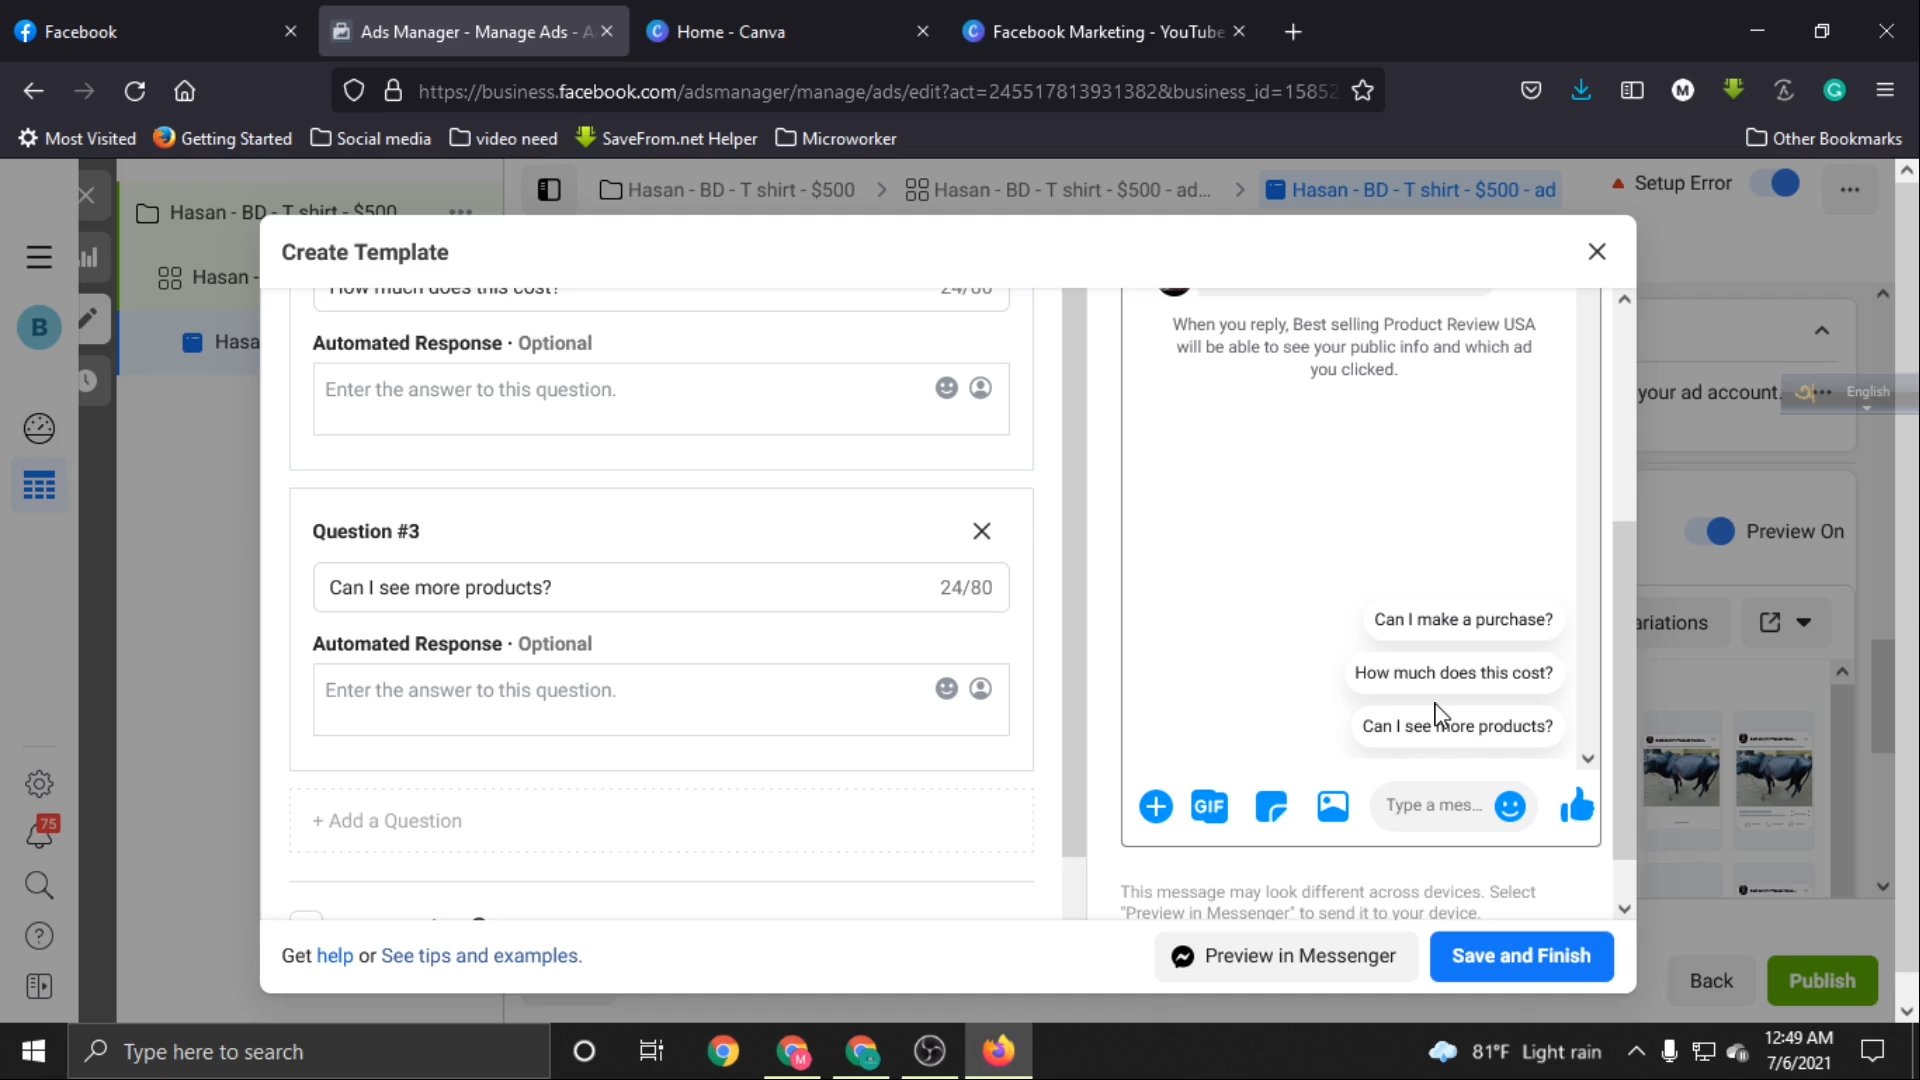 Facebook
Ads Manager - Manage Ads - A
Home - Canva
Facebook Marketing - YouTube
https://business.facebook.com/adsmanager/manage/ads/edit?act=245517813931382&business_id=15852
M
G
Most Visited
Getting Started
Social media
video need
SaveFrom.net Helper
Microworker
Other Bookmarks
Hasan - BD - T shirt - $500
Hasan - BD - T shirt - $500 - ad...
Hasan - BD - T shirt - $500 - ad
Setup Error
Hasan - BD - T shirt - $500
Hasan -
Hasa
B
75
Create Template
How much does this cost?
24/80
Automated Response · Optional
Enter the answer to this question.
Question #3
Can I see more products?
24/80
Automated Response · Optional
Enter the answer to this question.
+ Add a Question
When you reply, Best selling Product Review USA
will be able to see your public info and which ad
you clicked.
Can I make a purchase?
How much does this cost?
Can I see more products?
GIF
Type a mes...
This message may look different across devices. Select
"Preview in Messenger" to send it to your device.
Get help or See tips and examples.
Preview in Messenger
Save and Finish
your ad account.
অ
English
Preview On
ariations
Back
Publish
Type here to search
M
81°F Light rain
12:49 AM
7/6/2021